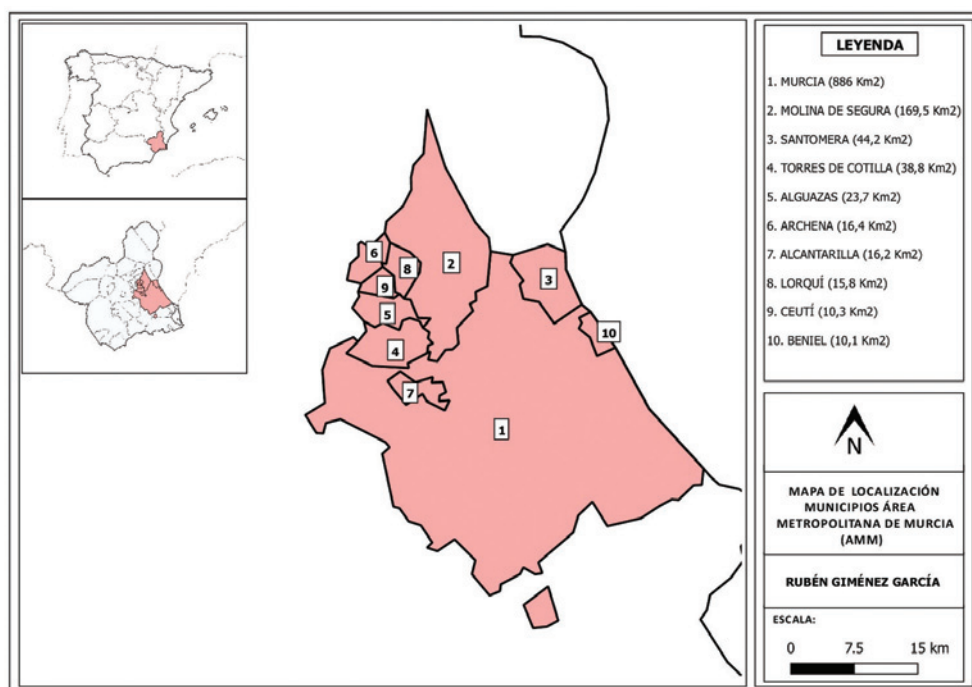 LEYENDA
1. MURCIA (886 Km2)
2. MOLINA DE SEGURA (169,5 Km2)
3. SANTOMERA (44,2 Km2)
4. TORRES DE COTILLA (38,8 Km2)
5. ALGUAZAS (23,7 Km2)
6. ARCHENA (16,4 Km2)
7. ALCANTARILLA (16,2 Km2)
8. LORQUÍ (15,8 Km2)
9. CEUTÍ (10,3 Km2)
10. BENIEL (10,1 Km2)
6
8
2
9
3
5
10
4
7
1
N
MAPA DE LOCALIZACIÓN
MUNICIPIOS ÁREA
METROPOLITANA DE MURCIA
(AMM)
RUBÉN GIMÉNEZ GARCÍA
ESCALA:
0 7.5 15 km